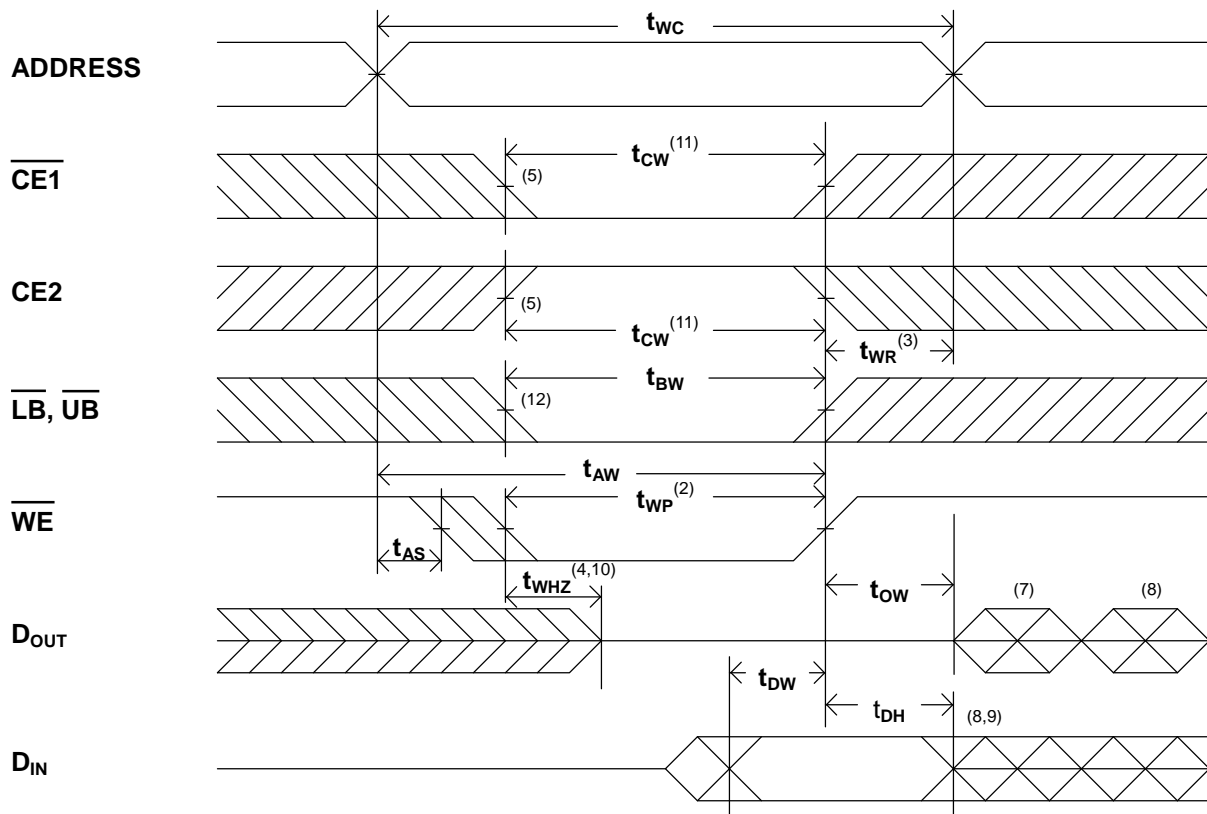 tWC
ADDRESS
CE1
tCW(11)
(5)
CE2
(5)
tCW(11)
tWR(3)
LB, UB
tBW
(12)
tAW
WE
tWP(2)
tAS
tWHZ(4,10)
tOW
(7)
(8)
DOUT
tDW
tDH
(8,9)
DIN